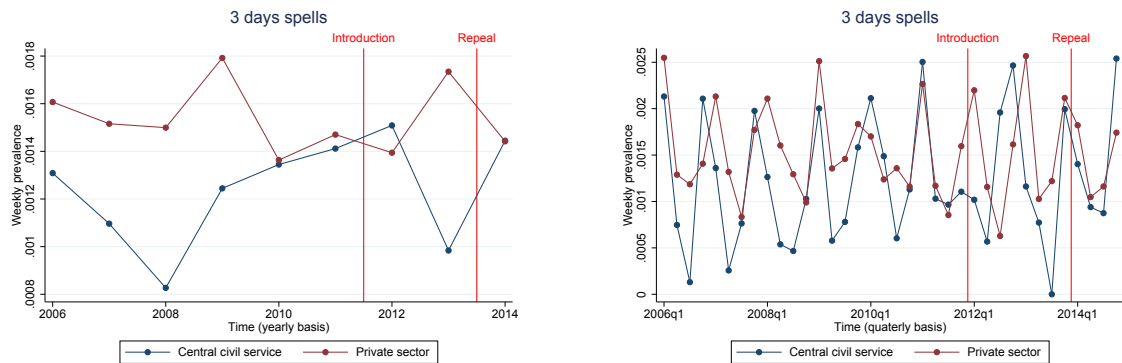 3 days spells
Introduction
Repeal
Weekly prevalence
.0018
.0016
.0014
.0012
.001
.0008
2006
2008
2010
2012
2014
Time (yearly basis)
Central civil service
Private sector
3 days spells
Introduction
Repeal
Weekly prevalence
.0025
.002
.0015
.001
.0005
0
2006q1
2008q1
2010q1
2012q1
2014q1
Time (quaterly basis)
Central civil service
Private sector